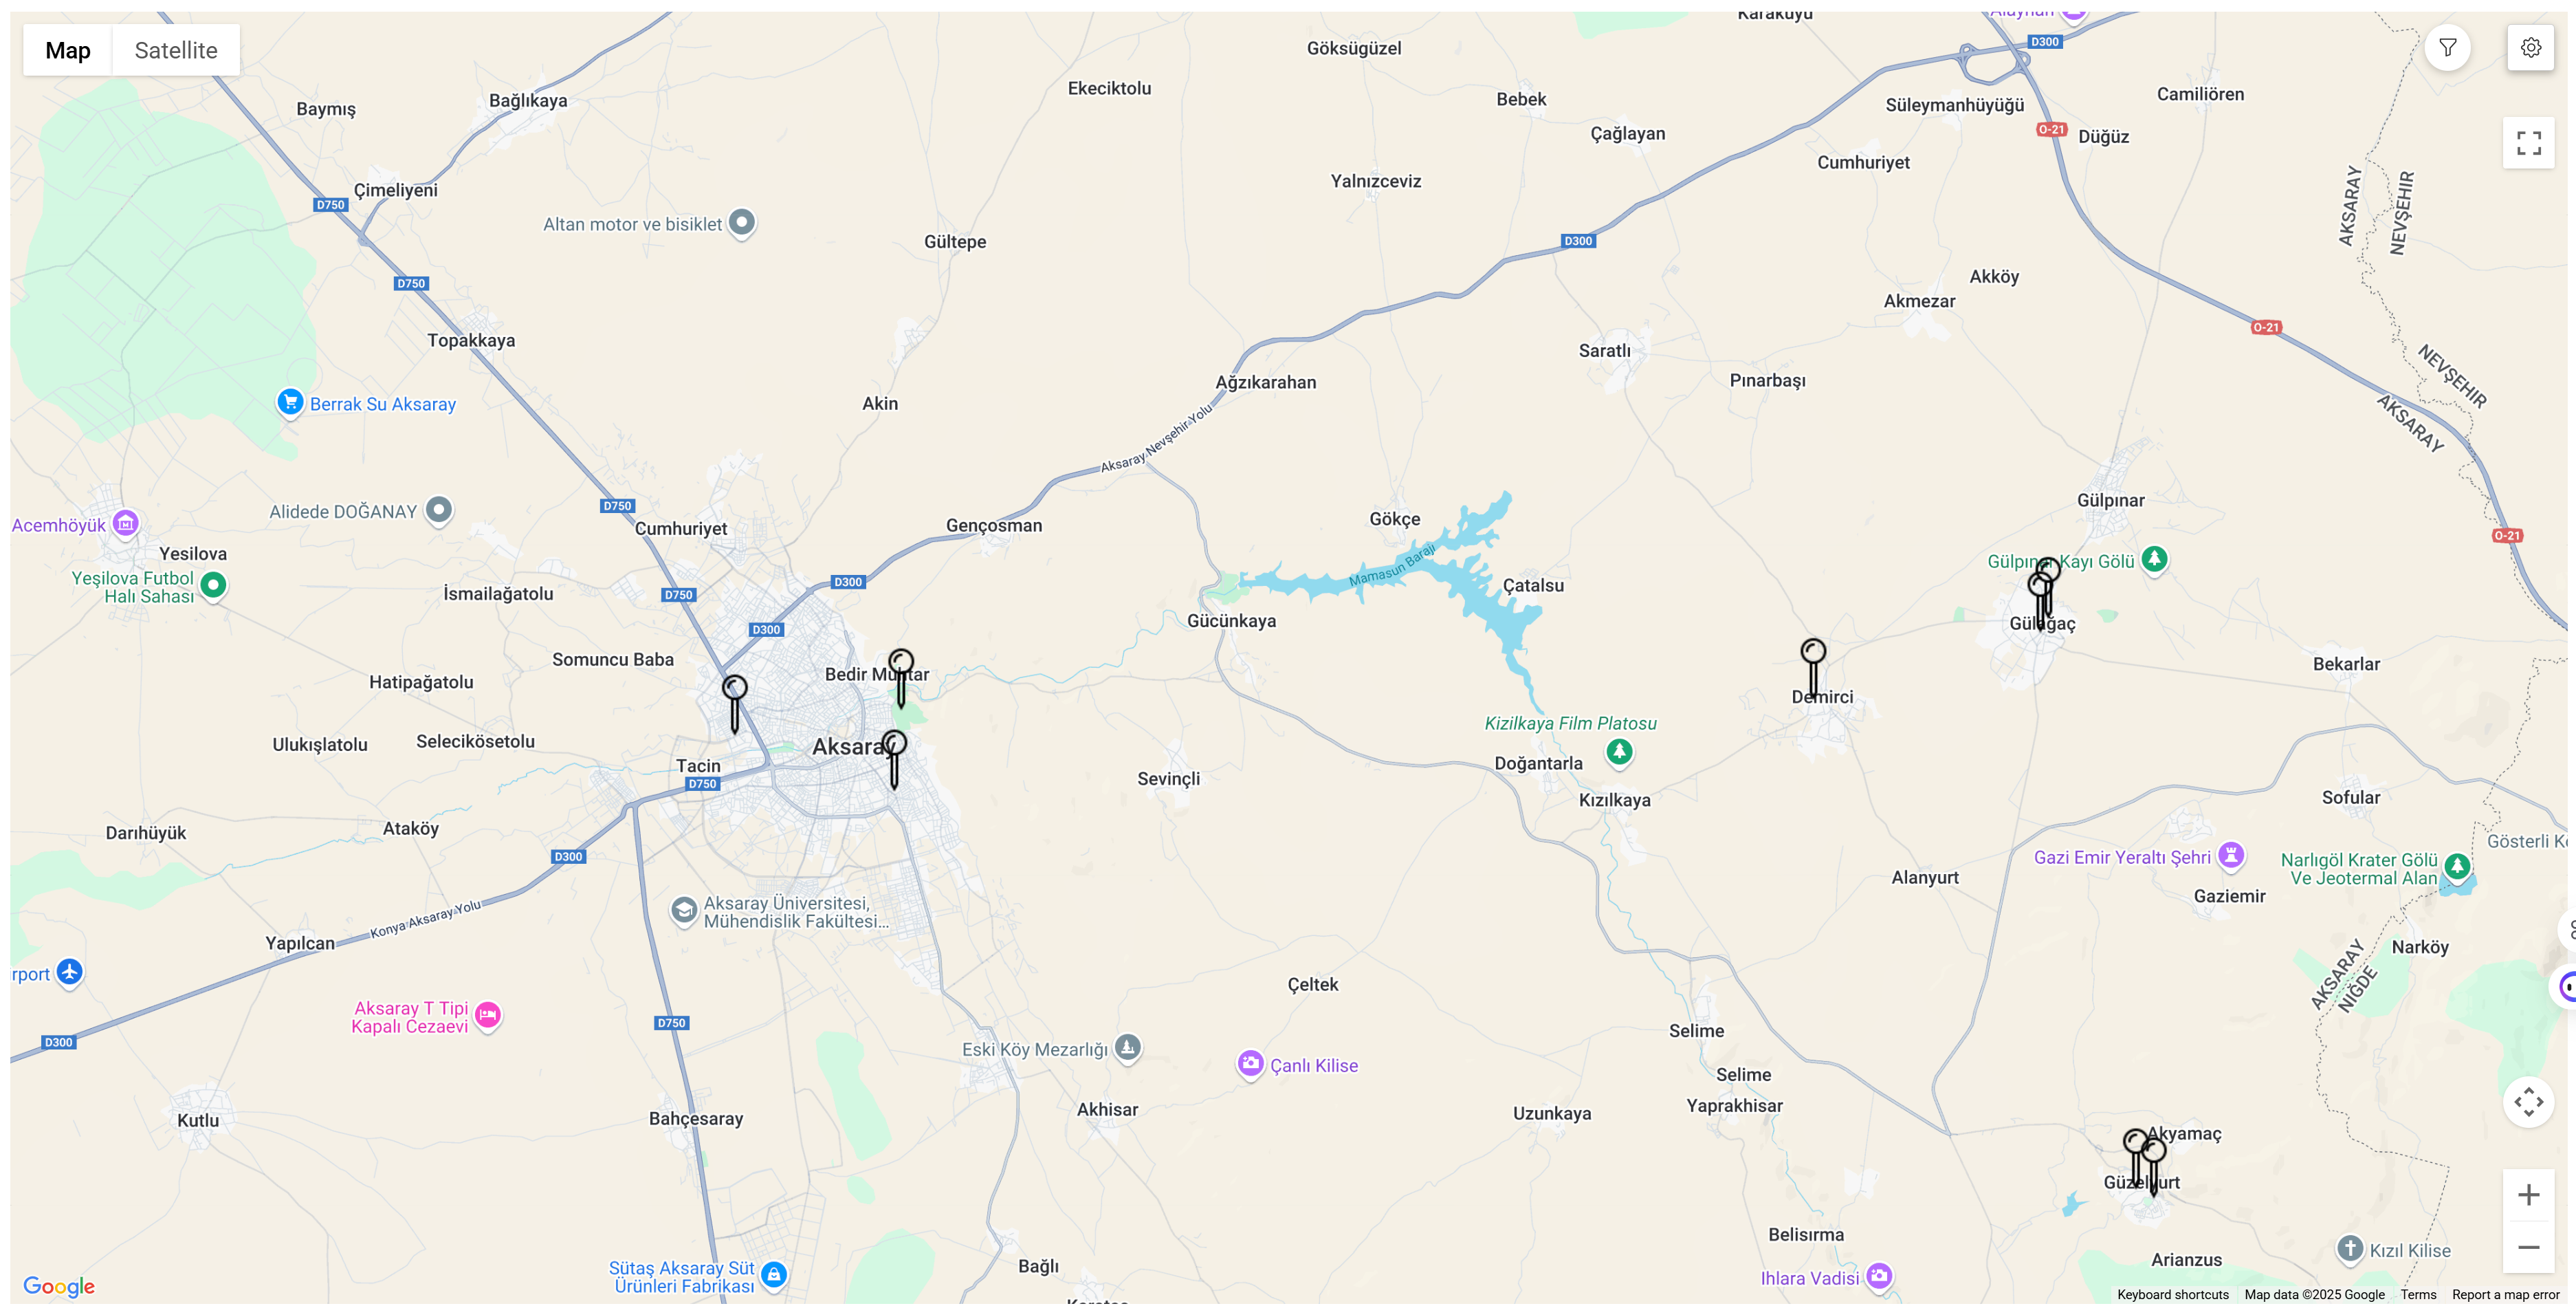 Karakuyu
Map
Satellite
Göksügüzel
D300
Ekeciktolu
Bağlıkaya
Baymış
Bebek
Süleymanhüyüğü
Camiliören
Çağlayan
O-21
Düğüz
Cumhuriyet
Çimeliyeni
Yalnızceviz
AKSARAY
NEVŞEHIR
D750
Altan motor ve bisiklet
Gültepe
D300
Akköy
D750
Akmezar
O-21
Topakkaya
Saratlı
Ağzıkarahan
Pınarbaşı
NEVŞEHIR
AKSARAY
Berrak Su Aksaray
Akin
Aksaray Nevşehir Yolu
Gülpınar
D750
Alidede DOĞANAY
Gökçe
Acemhöyük
Cumhuriyet
Gençosman
O-21
Yesilova
Mamasun Barajı
Gülpınar Kayı Gölü
Yeşilova Futbol
Halı Sahası
D300
Çatalsu
İsmailağatolu
D750
Gücünkaya
Gülağaç
D300
Somuncu Baba
Bedir Muhtar
Bekarlar
Hatipağatolu
Demirci
Kizilkaya Film Platosu
Ulukışlatolu
Selecikösetolu
Aksaray
Tacin
Doğantarla
D750
Sevinçli
Kızılkaya
Sofular
Darıhüyük
Ataköy
D300
Gazi Emir Yeraltı Şehri
Narlıgöl Krater Gölü
Ve Jeotermal Alan
Alanyurt
Gaziemir
Aksaray Üniversitesi,
Mühendislik Fakültesi...
Konya Aksaray Yolu
Yapılcan
Narköy
AKSARAY
NIĞDE
Çeltek
Aksaray T Tipi
Kapalı Cezaevi
D750
Selime
D300
Eski Köy Mezarlığı
Çanlı Kilise
Selime
Yaprakhisar
Kutlu
Bahçesaray
Akhisar
Uzunkaya
Akyamaç
Güzelyurt
Belisırma
Kızıl Kilise
Arianzus
Bağlı
Sütaş Aksaray Süt
Ürünleri Fabrikası
Ihlara Vadisi
Google
Keyboard shortcuts
Map data ©2025 Google
Terms
Report a map error